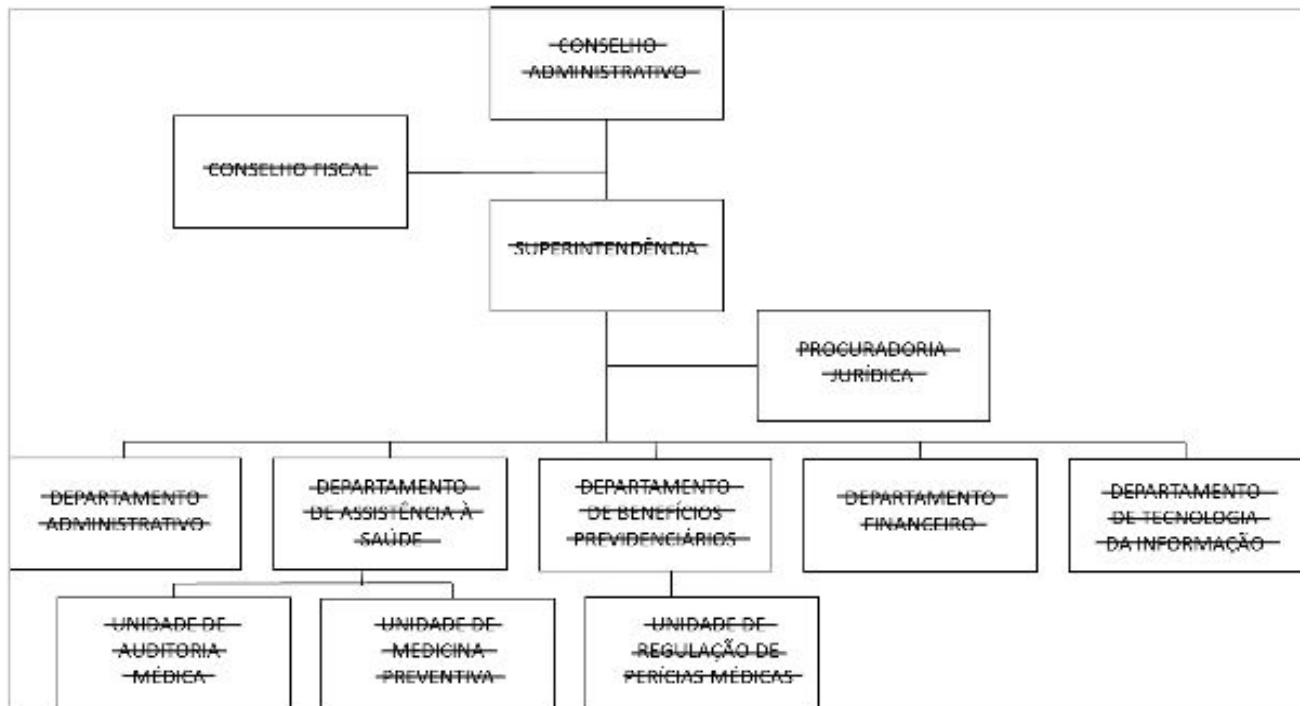 CONSELHO
ADMINISTRATIVO
CONSELHO FISCAL
SUPERINTENDÊNCIA
PROCURADORIA
JURÍDICA
DEPARTAMENTO
ADMINISTRATIVO
DEPARTAMENTO
DE ASSISTÊNCIA À
SAÚDE
DEPARTAMENTO
DE BENEFÍCIOS
PREVIDENCIÁRIOS
DEPARTAMENTO
FINANCEIRO
DEPARTAMENTO
DE TECNOLOGIA
DA INFORMAÇÃO
UNIDADE DE
AUDITORIA
MÉDICA
UNIDADE DE
MEDICINA
PREVENTIVA
UNIDADE DE
REGULAÇÃO DE
PERÍCIAS MÉDICAS